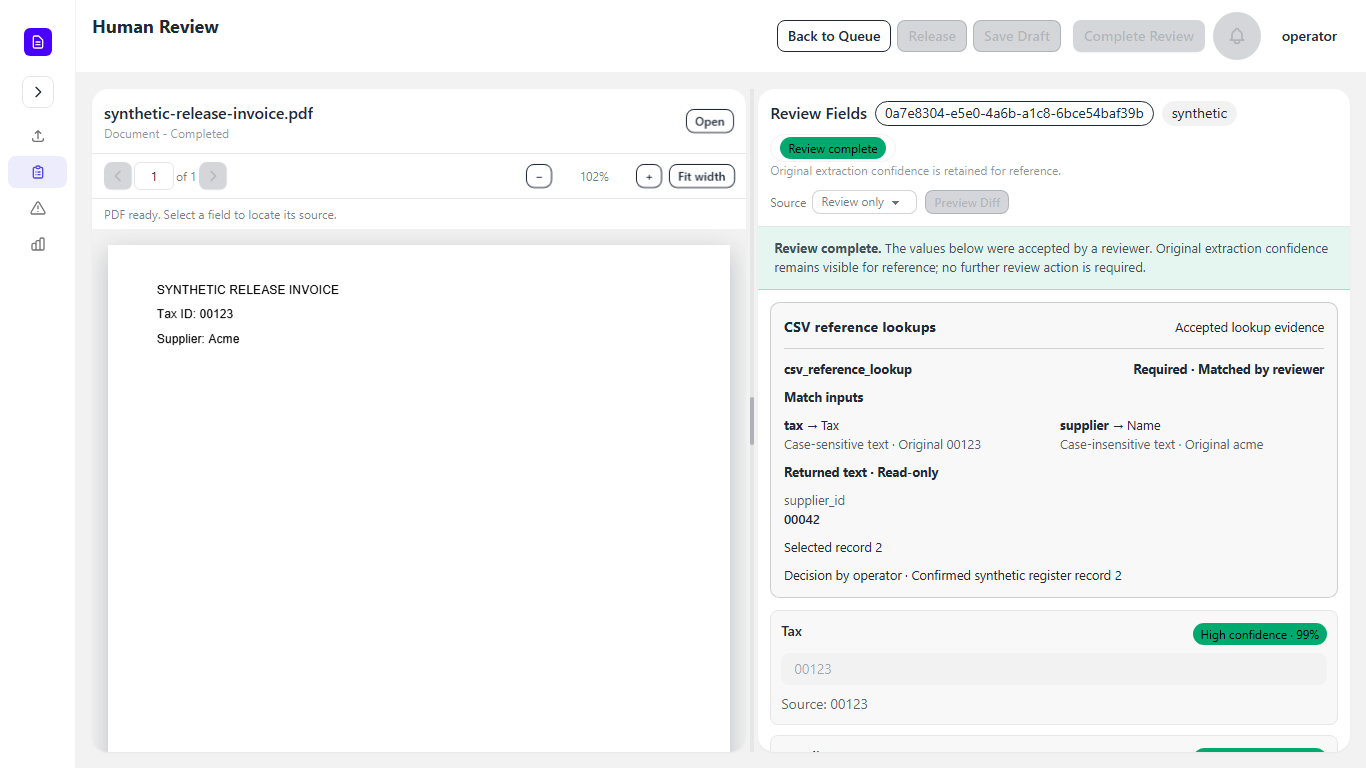 Human Review
Back to Queue
Release
Save Draft
Complete Review
operator
synthetic-release-invoice.pdf
Document - Completed
Open
1 of 1
−
102%
+
Fit width
PDF ready. Select a field to locate its source.
SYNTHETIC RELEASE INVOICE
Tax ID: 00123
Supplier: Acme
Review Fields 0a7e8304-e5e0-4a6b-a1c8-6bce54baf39b synthetic
Review complete
Original extraction confidence is retained for reference.
Source Review only Preview Diff
Review complete. The values below were accepted by a reviewer. Original extraction confidence
remains visible for reference; no further review action is required.
CSV reference lookups Accepted lookup evidence
csv_reference_lookup Required · Matched by reviewer
Match inputs
tax → Tax
Case-sensitive text · Original 00123
supplier → Name
Case-insensitive text · Original acme
Returned text · Read-only
supplier_id
00042
Selected record 2
Decision by operator · Confirmed synthetic register record 2
Tax High confidence · 99%
00123
Source: 00123